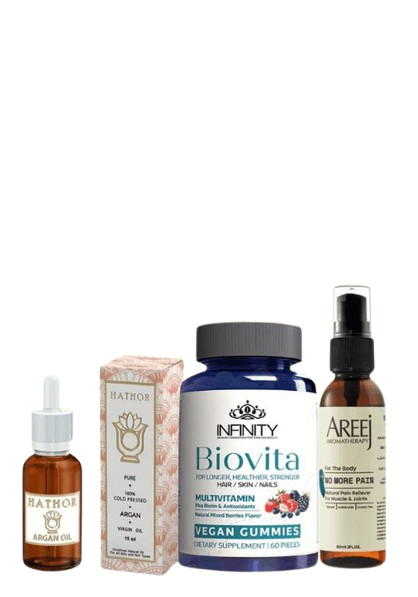 HATHOR
ARGAN OIL
HATHOR
PURE
100%
COLD PRESSED
ARGAN
VIRGIN OIL
15 ml
INFINITY
Biovita
FOR LONGER, HEALTHIER, STRONGER
HAIR / SKIN / NAILS
MULTIVITAMIN
Plus Biotin & Antioxidants
Natural Mixed Berries Flavor
VEGAN GUMMIES
DIETARY SUPPLEMENT | 60 PIECES
AREEJ
AROMATHERAPY
For The Body
NO MORE PAIN
Natural Pain Reliever
For Muscle & Joints